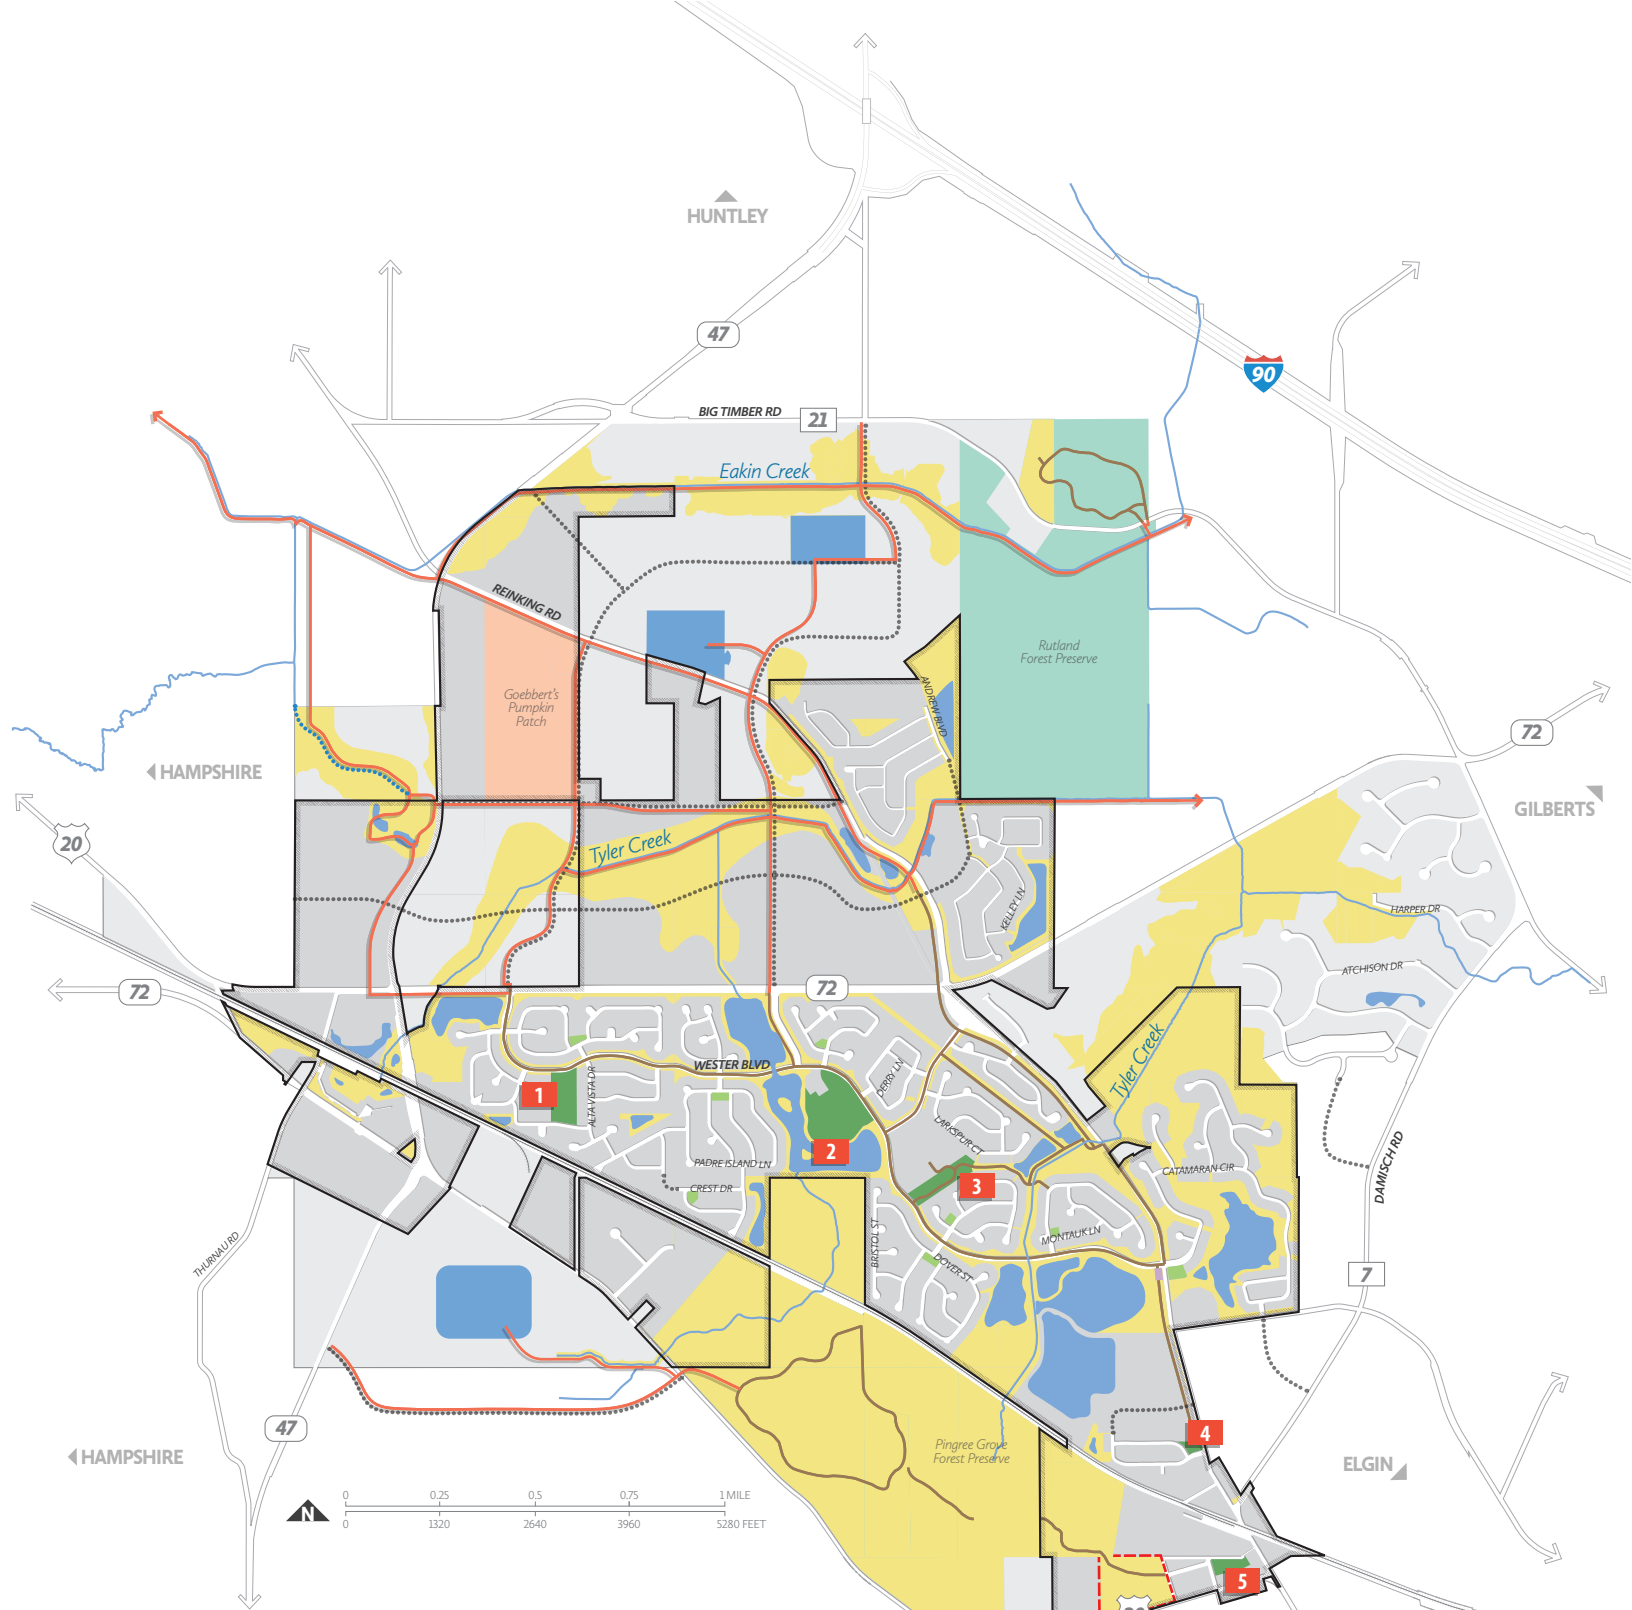 HUNTLEY
47
90
BIG TIMBER RD
21
Eakin Creek
REINKING RD
Rutland
Forest Preserve
Goebbert's
Pumpkin
Patch
ANDREW BLVD
72
HAMPSHIRE
GILBERTS
20
Tyler Creek
KELLEY LN
HARPER DR
ATCHISON DR
72
72
Tyler Creek
WESTER BLVD
DERRY LN
1
ALTA VISTA DR
LARKSPUR CT
2
PADRE ISLAND LN
CATAMARAN CIR
DAMISCH RD
CREST DR
3
THURNAU RD
BRISTOL ST
MONTAUK LN
DOVER ST
7
47
4
Pingree Grove
Forest Preserve
HAMPSHIRE
ELGIN
N
0 0.25 0.5 0.75 1 MILE
0 1320 2640 3960 5280 FEET
5